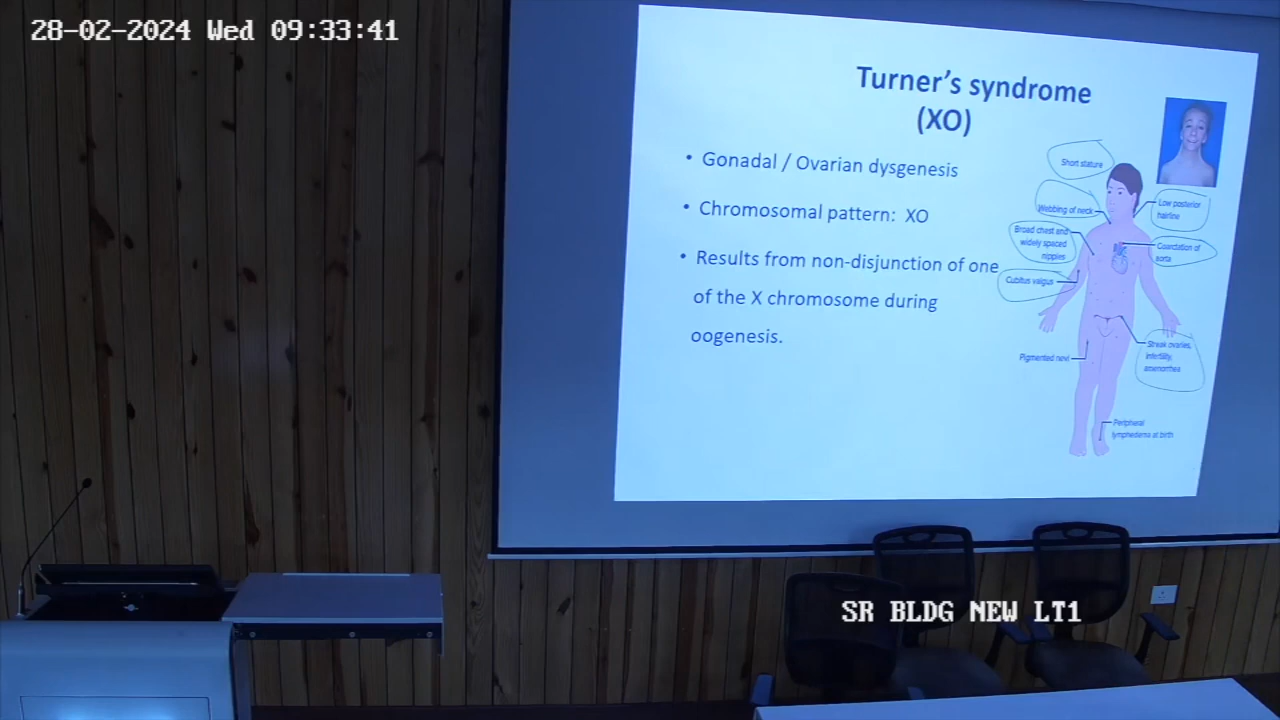 28-02-2024 Wed 09:33:41
Turner's syndrome
(XO)
• Gonadal / Ovarian dysgenesis
• Chromosomal pattern: XO
• Results from non-disjunction of one
of the X chromosome during
oogenesis.
Short stature
Webbing of neck
Broad chest and
widely spaced
nipples
Cubitus valgus
Pigmented nevi
Low posterior
hairline
Coarctation of
aorta
Streak ovaries,
infertility,
amenorrhea
Peripheral
lymphedema at birth
SR BLDG NEW LT1